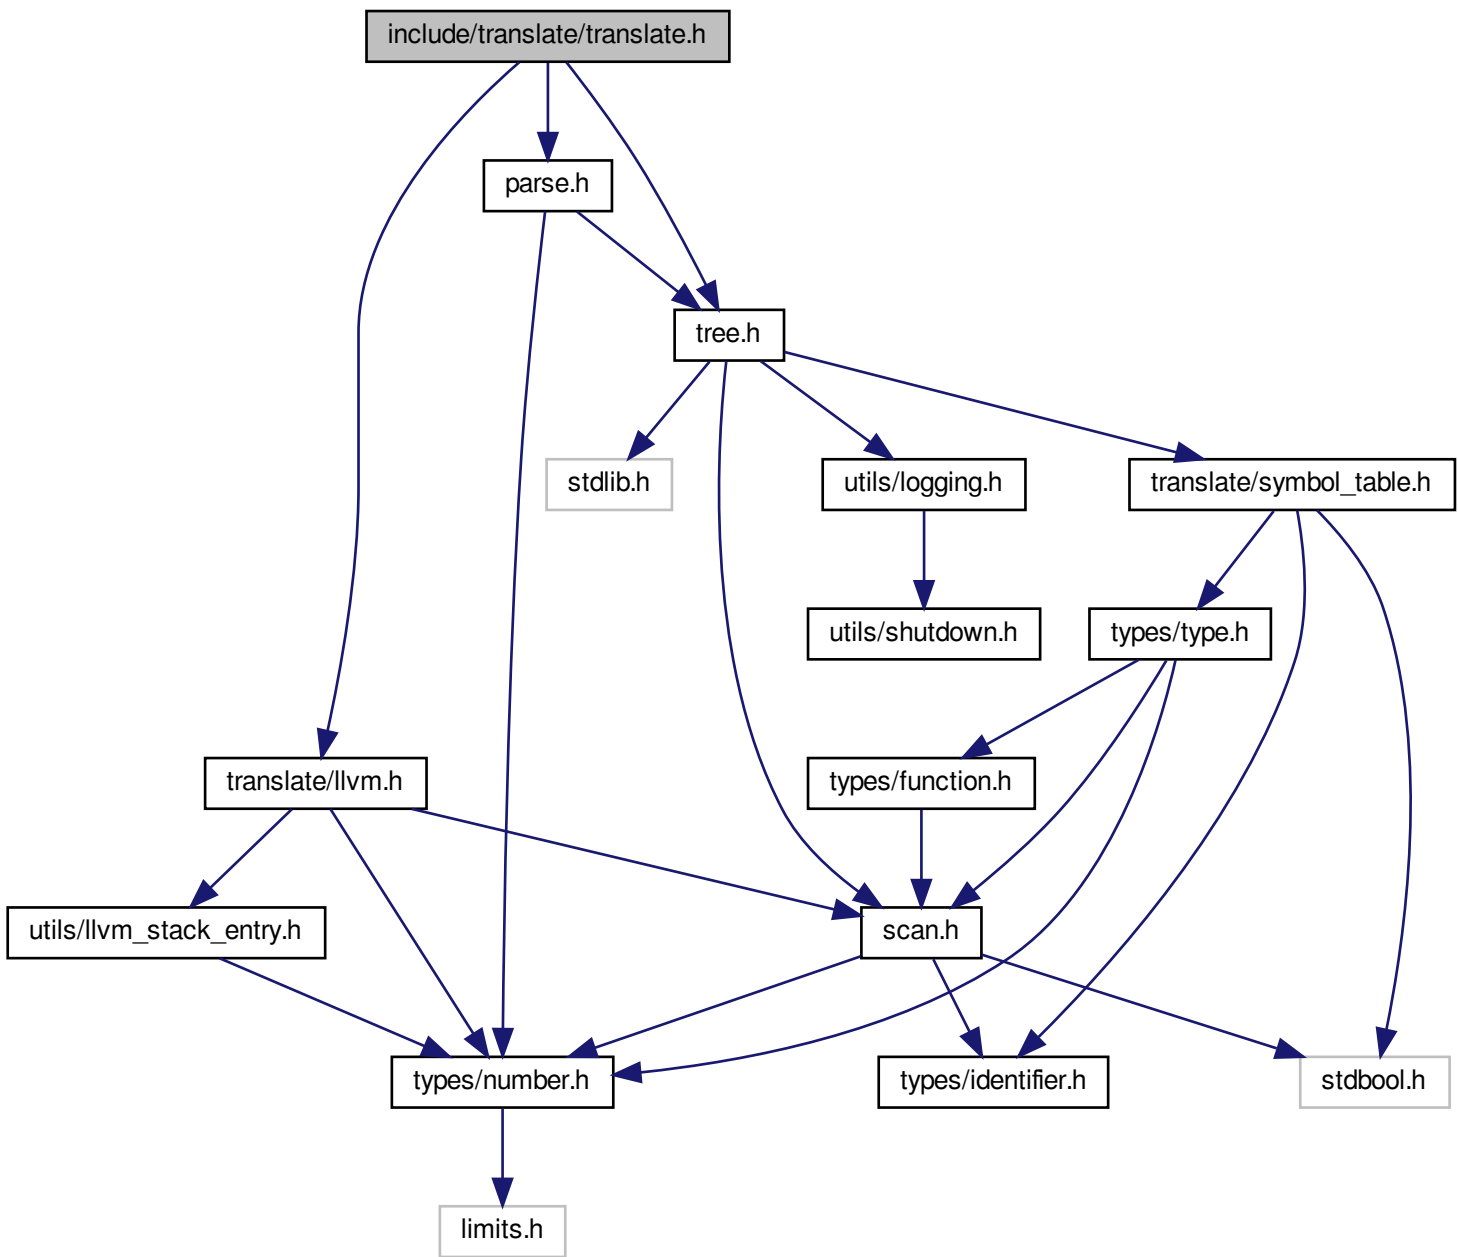 include/translate/translate.h
parse.h
tree.h
stdlib.h
utils/logging.h
translate/symbol_table.h
utils/shutdown.h
types/type.h
translate/llvm.h
types/function.h
utils/llvm_stack_entry.h
scan.h
types/number.h
types/identifier.h
stdbool.h
limits.h